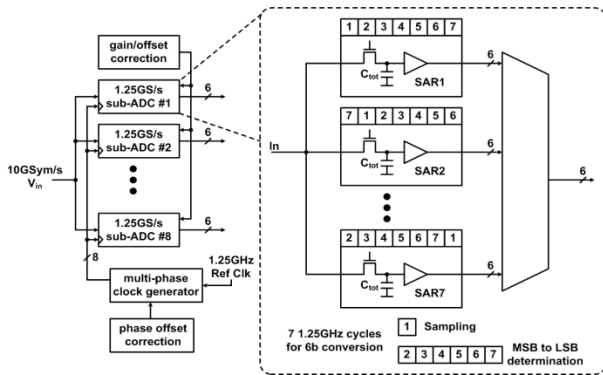 gain/offset
correction
1.25GS/s
sub-ADC #1
6
1.25GS/s
sub-ADC #2
6
10GSym/s
Vin
1.25GS/s
sub-ADC #8
6
8
1.25GHz
Ref Clk
multi-phase
clock generator
phase offset
correction
In
1 2 3 4 5 6 7
Ctot
SAR1
6
7 1 2 3 4 5 6
Ctot
SAR2
6
2 3 4 5 6 7 1
Ctot
SAR7
6
6
7 1.25GHz cycles
for 6b conversion
1 Sampling
2 3 4 5 6 7
MSB to LSB
determination